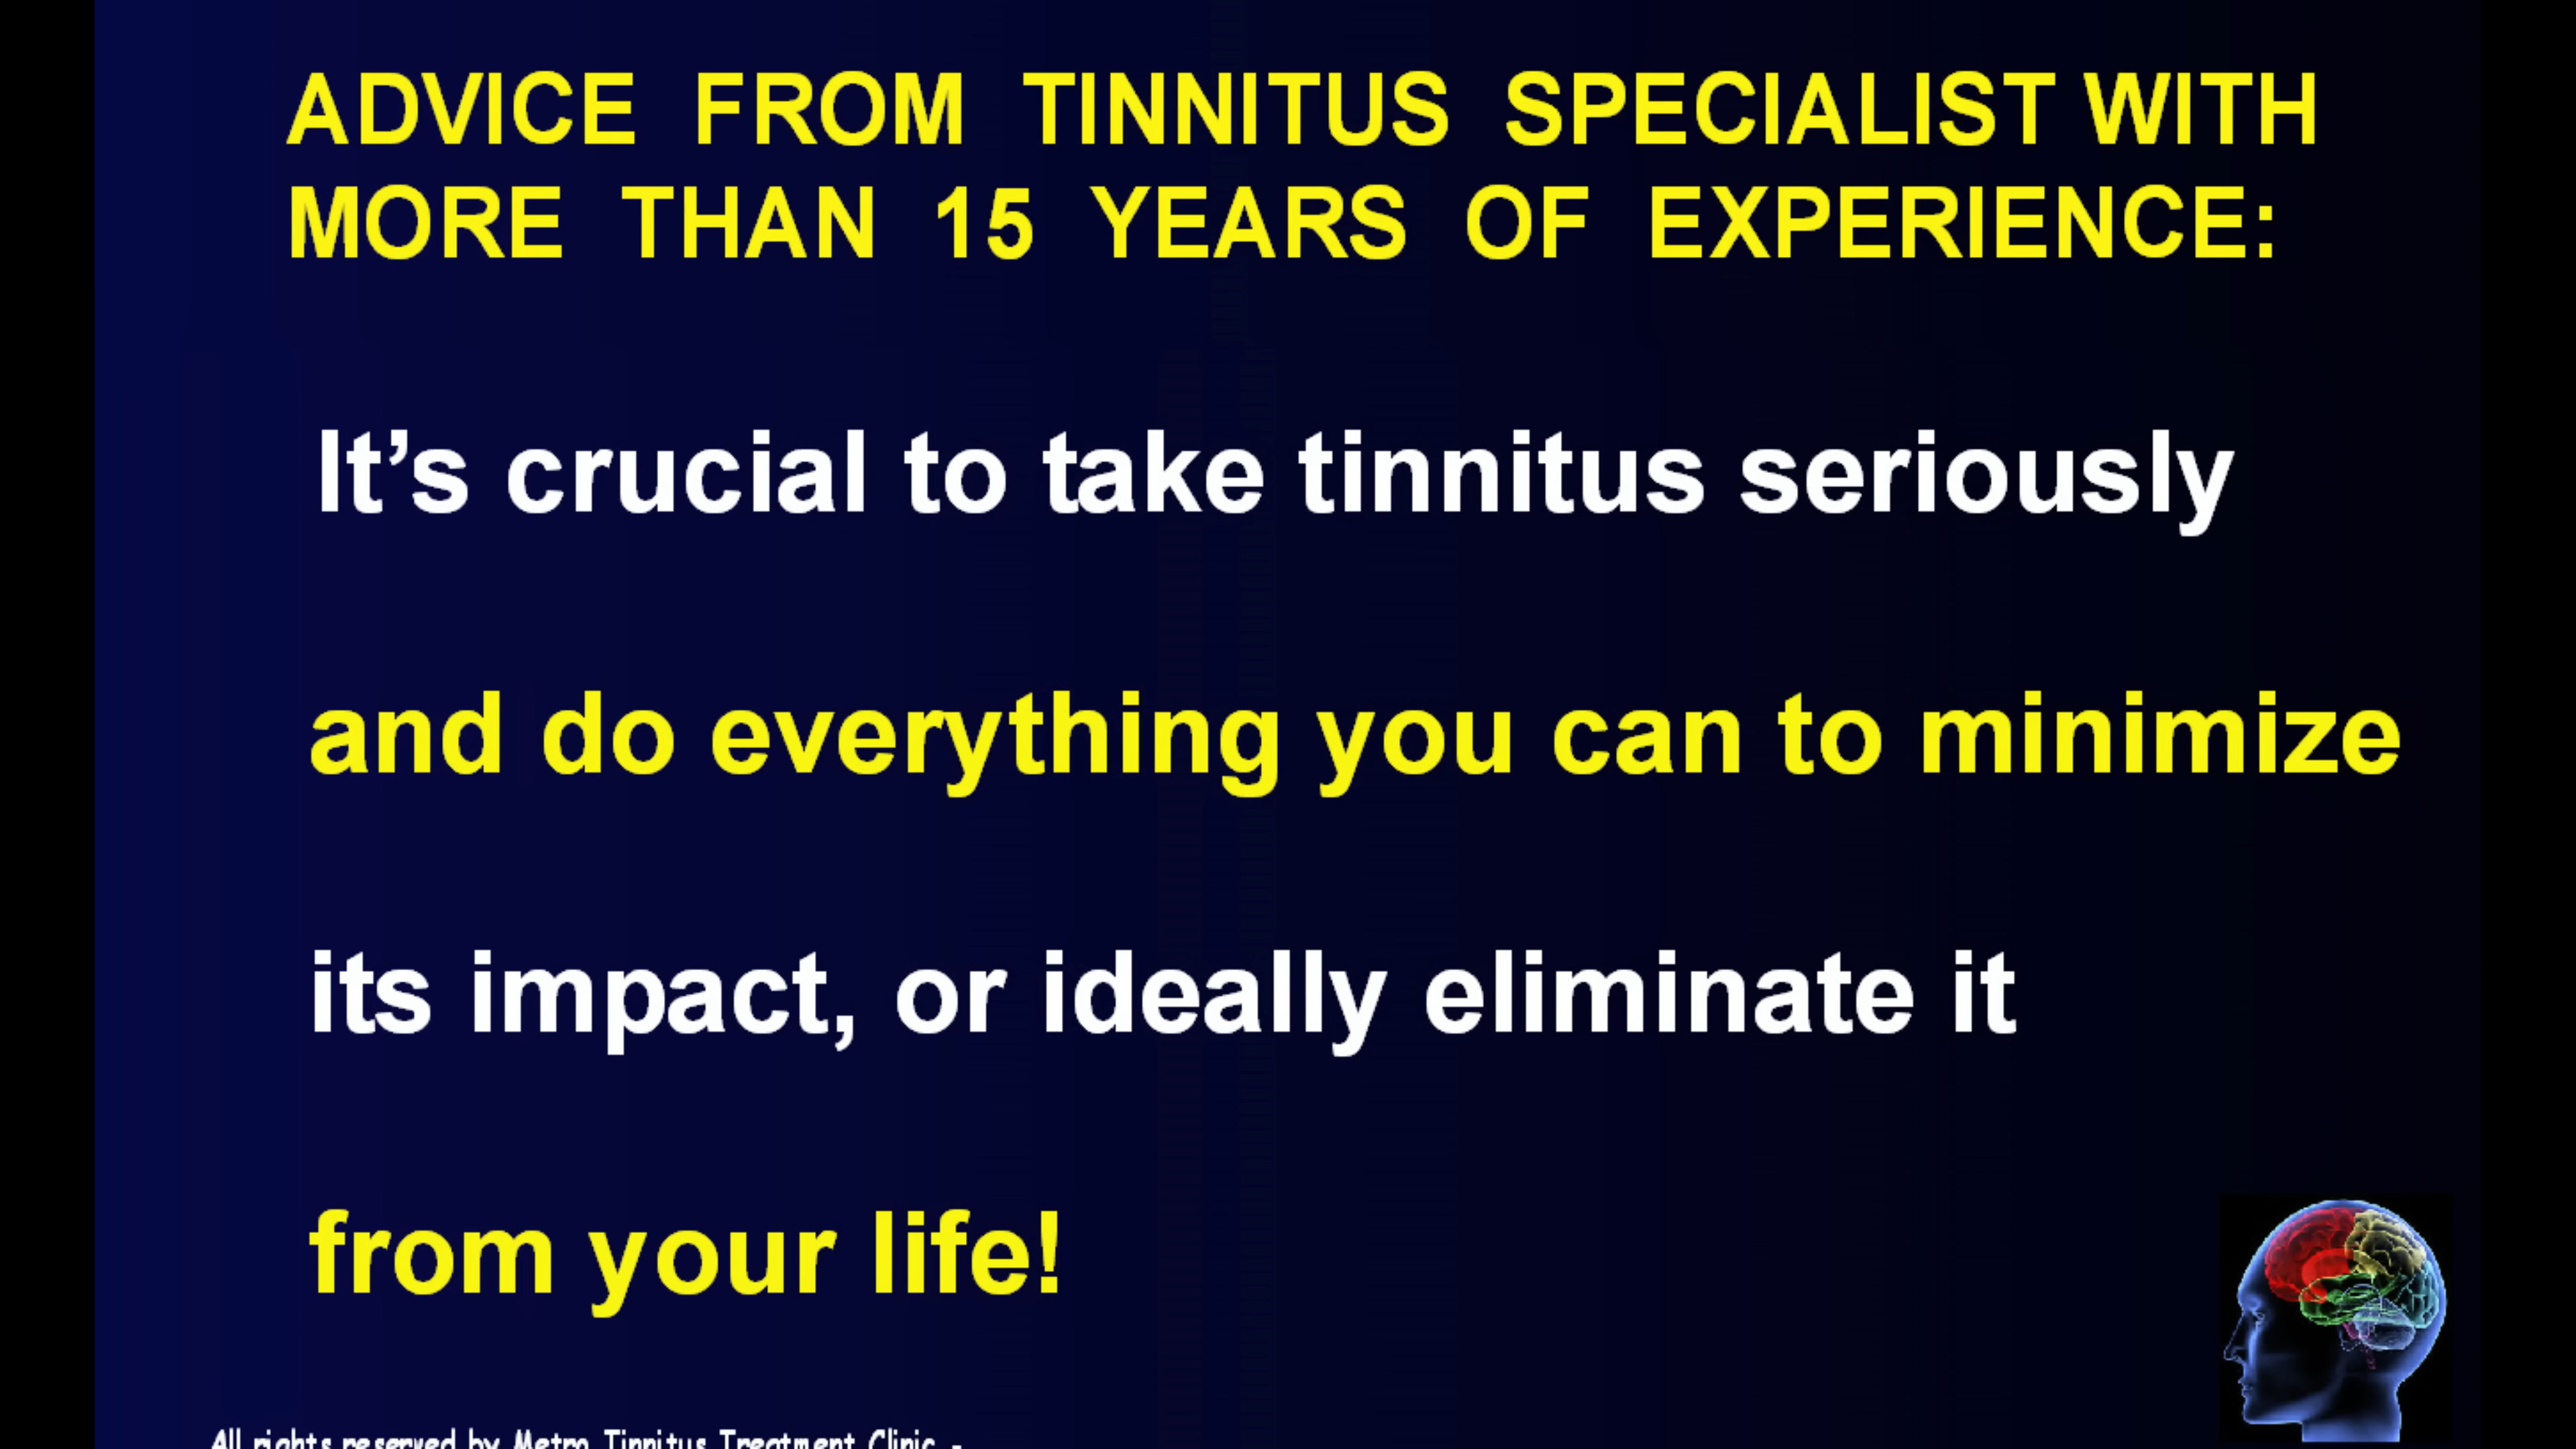 ADVICE FROM TINNITUS SPECIALIST WITH
MORE THAN 15 YEARS OF EXPERIENCE:
It’s crucial to take tinnitus seriously
and do everything you can to minimize
its impact, or ideally eliminate it
from your life!
All rights reserved by Metro Tinnitus Treatment Clinic -